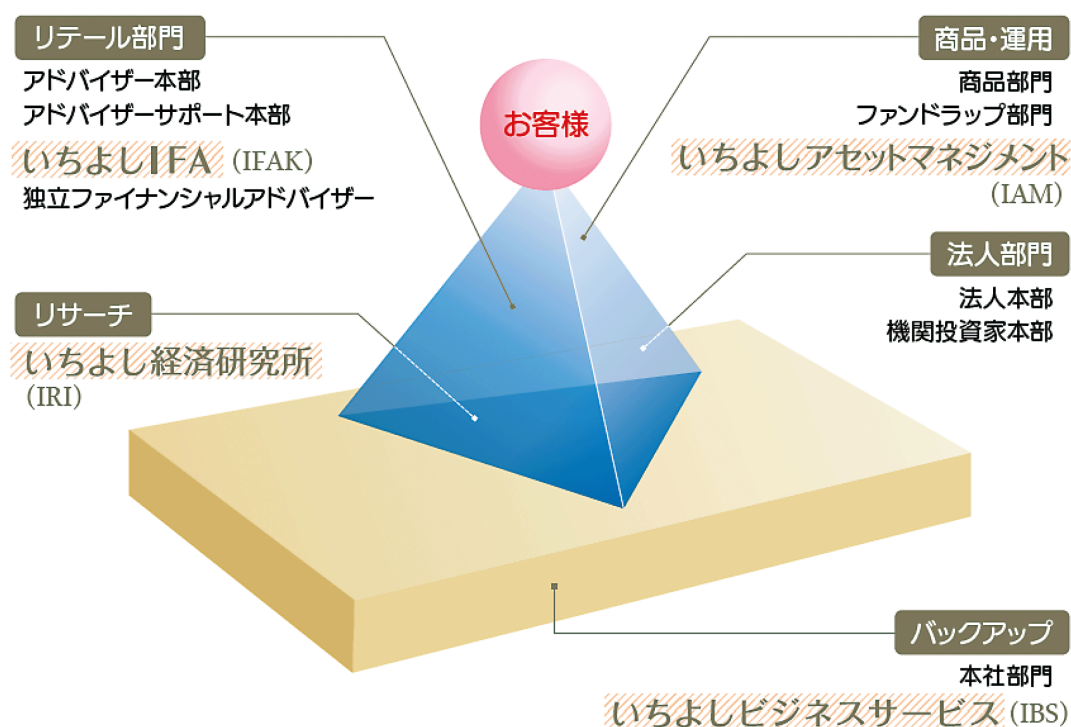 リテール部門
アドバイザー本部
アドバイザーサポート本部
いちよしIFA (IFAK)
独立ファイナンシャルアドバイザー
お客様
商品・運用
商品部門
ファンドラップ部門
いちよしアセットマネジメント
(IAM)
法人部門
法人本部
機関投資家本部
リサーチ
いちよし経済研究所
(IRI)
バックアップ
本社部門
いちよしビジネスサービス (IBS)